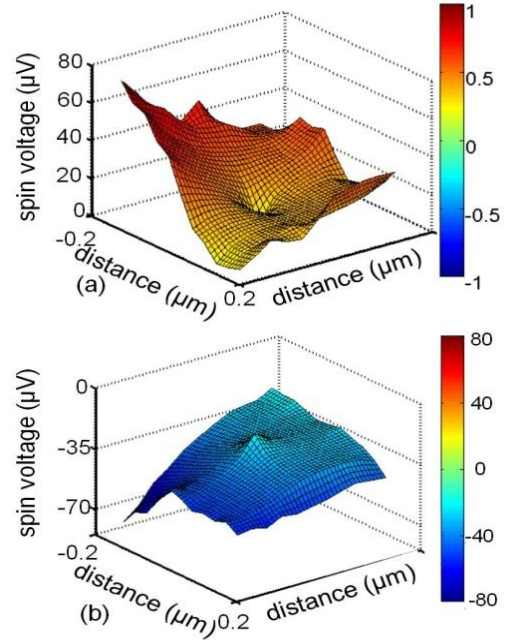 spin voltage (µV)
80
60
40
20
0
-0.2
distance (µm)
0.2
distance (µm)
(a)
1
0.5
0
-0.5
-1
spin voltage (µV)
0
-35
-70
-0.2
distance (µm)
0.2
distance (µm)
(b)
80
40
0
-40
-80